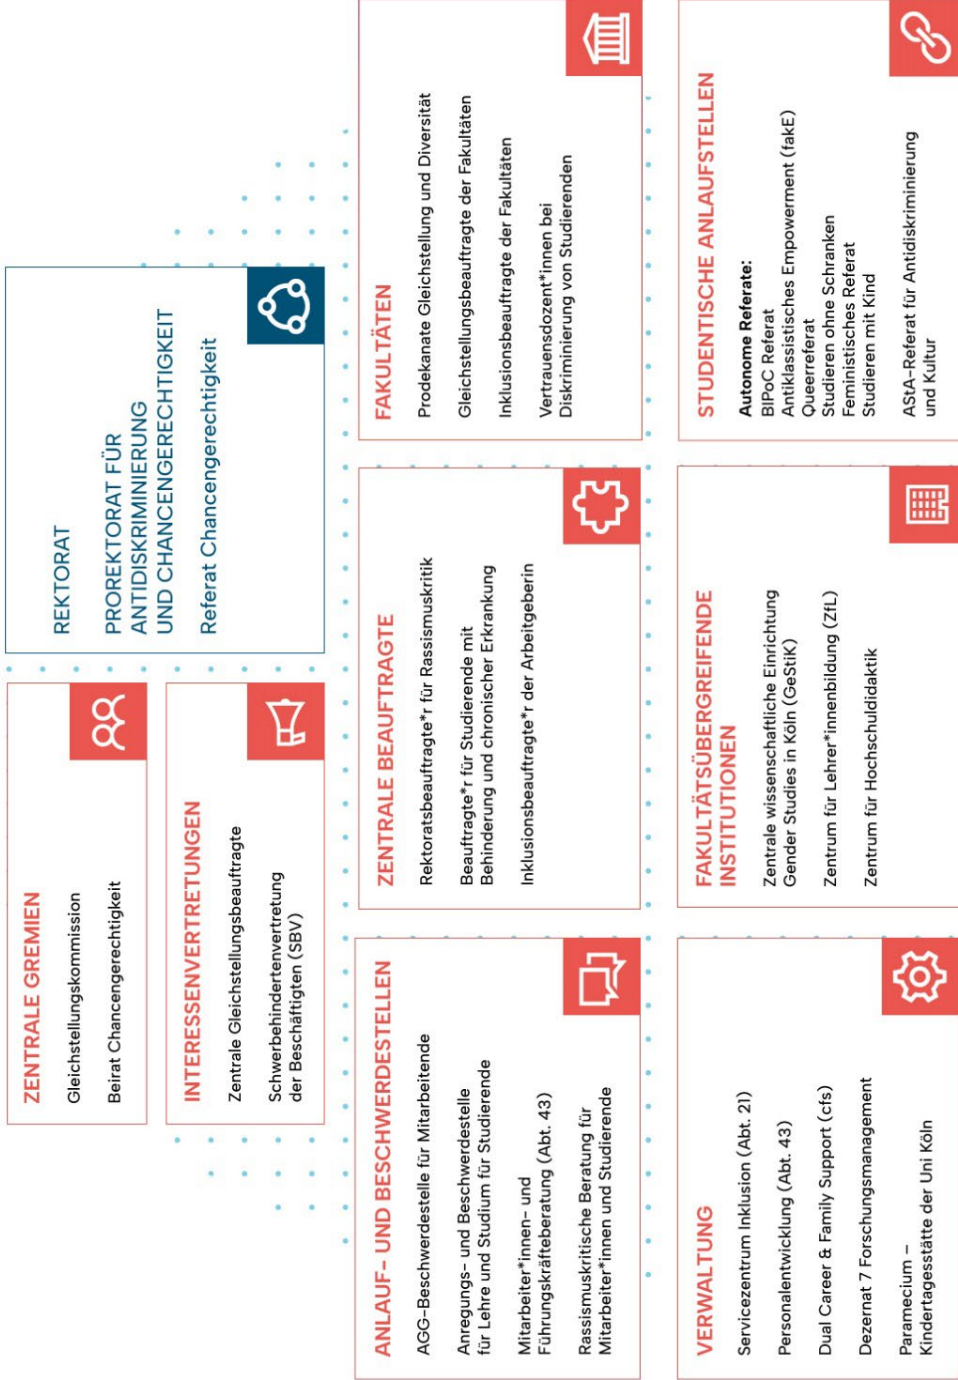 ZENTRALE GREMIEN
Gleichstellungskommission
Beirat Chancengerechtigkeit
INTERESSENVERTRETUNGEN
Zentrale Gleichstellungsbeauftragte
Schwerbehindertenvertretung
der Beschäftigten (SBV)
REKTORAT
PROREKTORAT FÜR
ANTIDISKRIMINIERUNG
UND CHANCENGERECHTIGKEIT
Referat Chancengerechtigkeit
ANLAUF- UND BESCHWERDESTELLEN
AGG-Beschwerdestelle für Mitarbeitende
Anregungs- und Beschwerdestelle
für Lehre und Studium für Studierende
Mitarbeiter*innen- und
Führungskräfteberatung (Abt. 43)
Rassismuskritische Beratung für
Mitarbeiter*innen und Studierende
ZENTRALE BEAUFTRAGTE
Rektoratsbeauftragte*r für Rassismuskritik
Beauftragte*r für Studierende mit
Behinderung und chronischer Erkrankung
Inklusionsbeauftragte*r der Arbeitgeberin
FAKULTÄTEN
Prodekanate Gleichstellung und Diversität
Gleichstellungsbeauftragte der Fakultäten
Inklusionsbeauftragte der Fakultäten
Vertrauensdozent*innen bei
Diskriminierung von Studierenden
VERWALTUNG
Servicezentrum Inklusion (Abt. 21)
Personalentwicklung (Abt. 43)
Dual Career & Family Support (cfs)
Dezernat 7 Forschungsmanagement
Paramecium –
Kindertagesstätte der Uni Köln
FAKULTÄTSÜBERGREIFENDE
INSTITUTIONEN
Zentrale wissenschaftliche Einrichtung
Gender Studies in Köln (GeStiK)
Zentrum für Lehrer*innenbildung (ZfL)
Zentrum für Hochschuldidaktik
STUDENTISCHE ANLAUFSTELLEN
Autonome Referate:
BIPoC Referat
Antiklassistisches Empowerment (fakE)
Queerreferat
Studieren ohne Schranken
Feministisches Referat
Studieren mit Kind
AStA-Referat für Antidiskriminierung
und Kultur